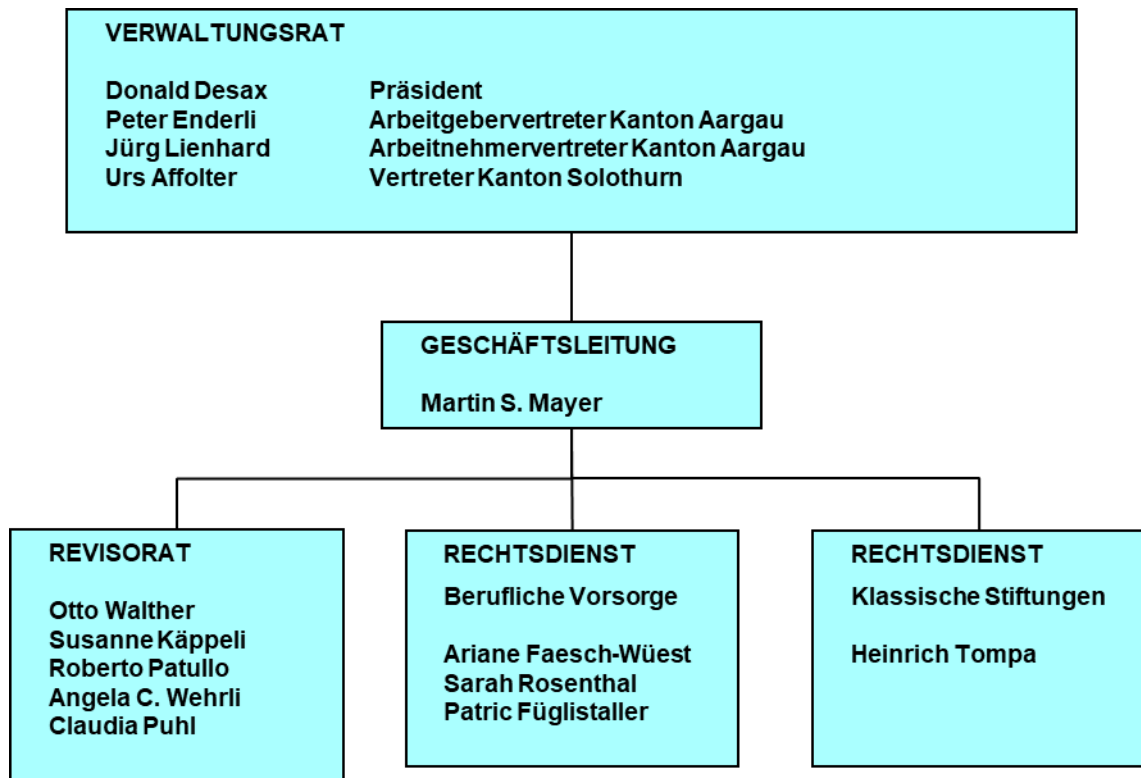 VERWALTUNGSRAT
Donald Desax Präsident
Peter Enderli Arbeitgebervertreter Kanton Aargau
Jürg Lienhard Arbeitnehmervertreter Kanton Aargau
Urs Affolter Vertreter Kanton Solothurn
GESCHÄFTSLEITUNG
Martin S. Mayer
REVISORAT
Otto Walther
Susanne Käppeli
Roberto Patullo
Angela C. Wehrli
Claudia Puhl
RECHTSDIENST
Berufliche Vorsorge
Ariane Faesch-Wüest
Sarah Rosenthal
Patric Füglistaller
RECHTSDIENST
Klassische Stiftungen
Heinrich Tompa